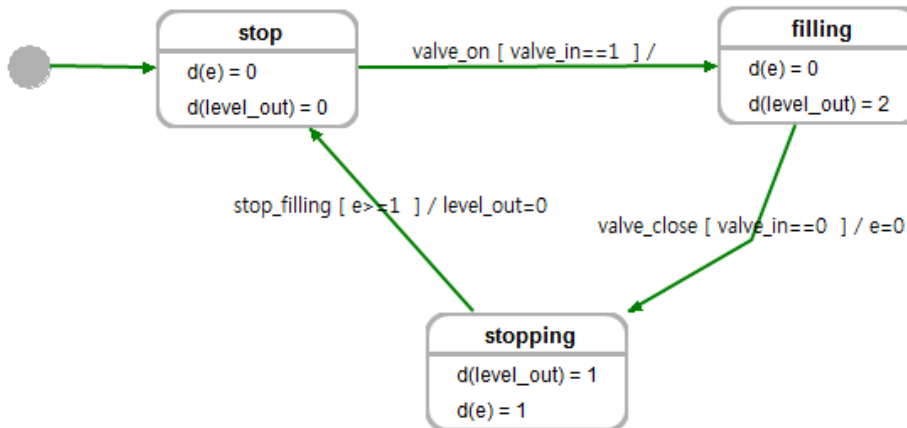 stop
d(e) = 0
d(level_out) = 0
valve_on [ valve_in==1 ] /
filling
d(e) = 0
d(level_out) = 2
stop_filling [ e>=1 ] / level_out=0
valve_close [ valve_in==0 ] / e=0
stopping
d(level_out) = 1
d(e) = 1